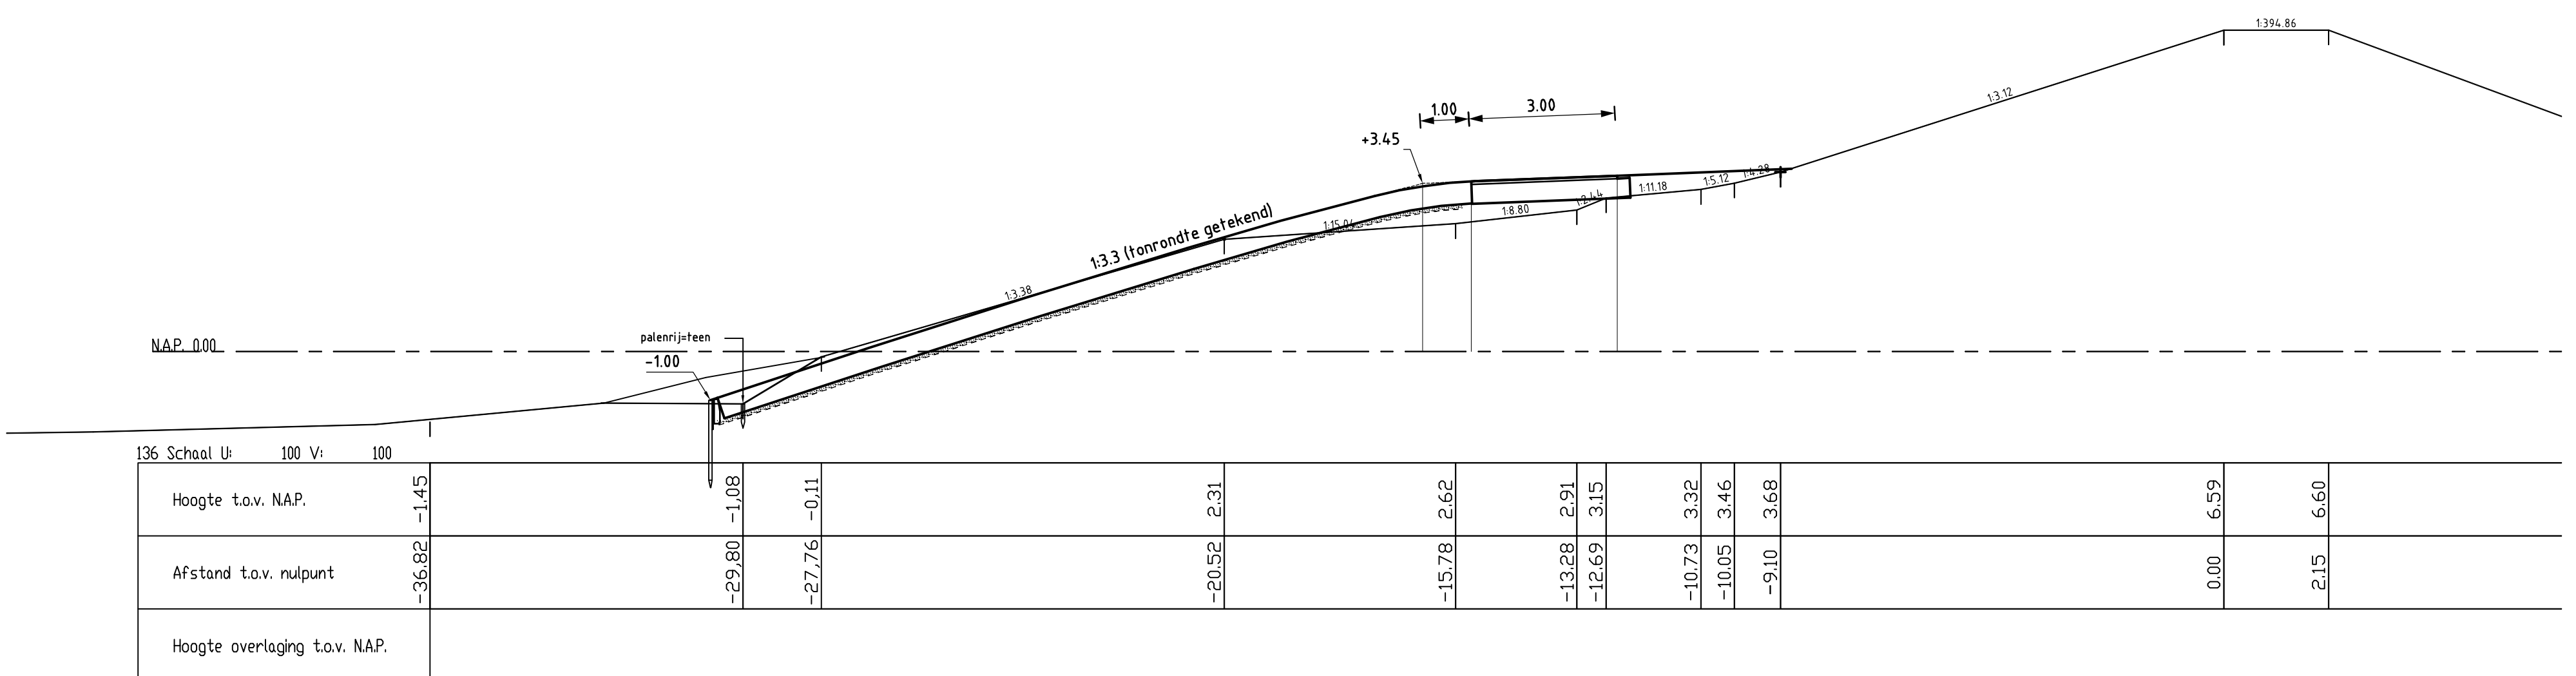 1:394.86
1:3.12
1.00
3.00
+3.45
1:4.28
1:5.12
1:11.18
1:2.44
1:8.80
1:15.04
1:3.3 (tonrondte getekend)
1:3.38
N.A.P. 0.00
palenrij=teen
-1.00
136 Schaal U: 100 V: 100
Hoogte t.o.v. N.A.P. -1.45 -1,08 -0,11 2.31 2.62 2.91 3.15 3.32 3.46 3.68 6.59 6.60
Afstand t.o.v. nulpunt -36.82 -29,80 -27,76 -20.52 -15.78 -13.28 -12.69 -10.73 -10.05 -9.10 0.00 2.15
Hoogte overlaging t.o.v. N.A.P.